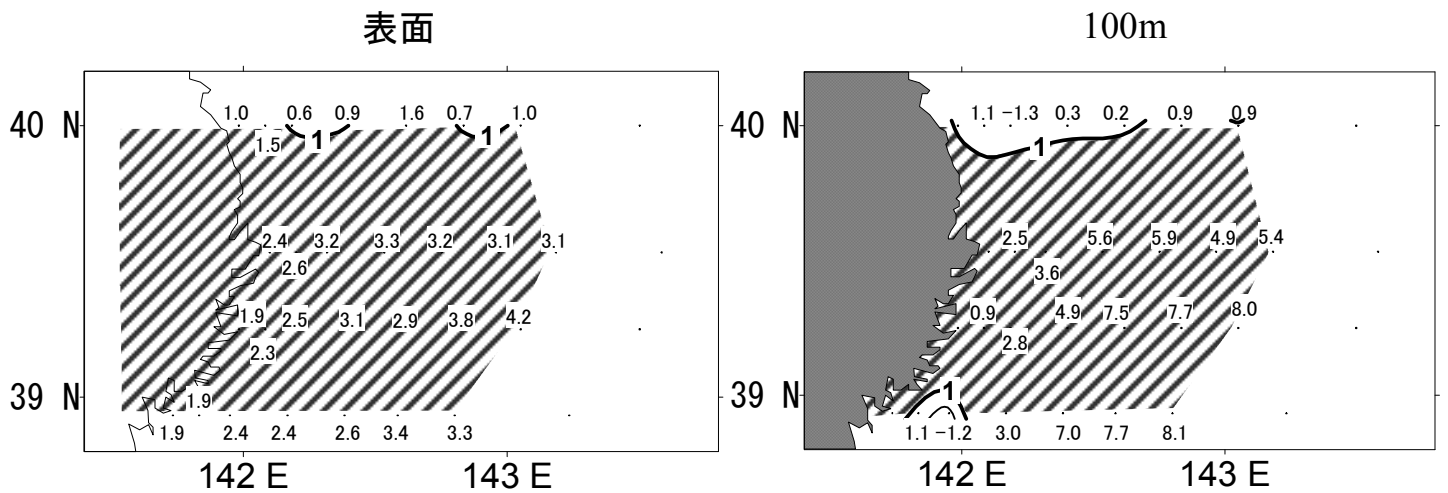 表面
100m
1.0 0.6 0.9 1.6 0.7 1.0
40 N
1.5
1
1
2.4 3.2 3.3 3.2 3.1 3.1
2.6
1.9 2.5 3.1 2.9 3.8 4.2
2.3
39 N
1.9
1.9 2.4 2.4 2.6 3.4 3.3
142 E 143 E
1.1 -1.3 0.3 0.2 0.9 0.9
40 N
1
2.5 5.6 5.9 4.9 5.4
3.6
0.9 4.9 7.5 7.7 8.0
2.8
39 N
1
1.1 -1.2 3.0 7.0 7.7 8.1
142 E 143 E